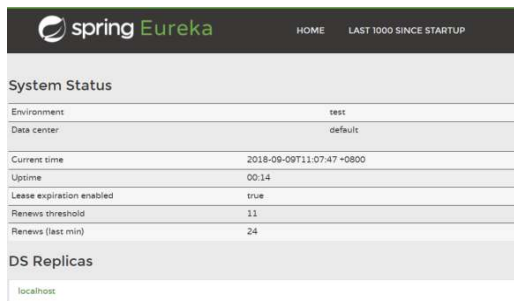 spring Eureka HOME LAST 1000 SINCE STARTUP
System Status
Environment test
Data center default
Current time 2018-09-09T11:07:47 +0800
Uptime 00:14
Lease expiration enabled true
Renews threshold 11
Renews (last min) 24
DS Replicas
localhost